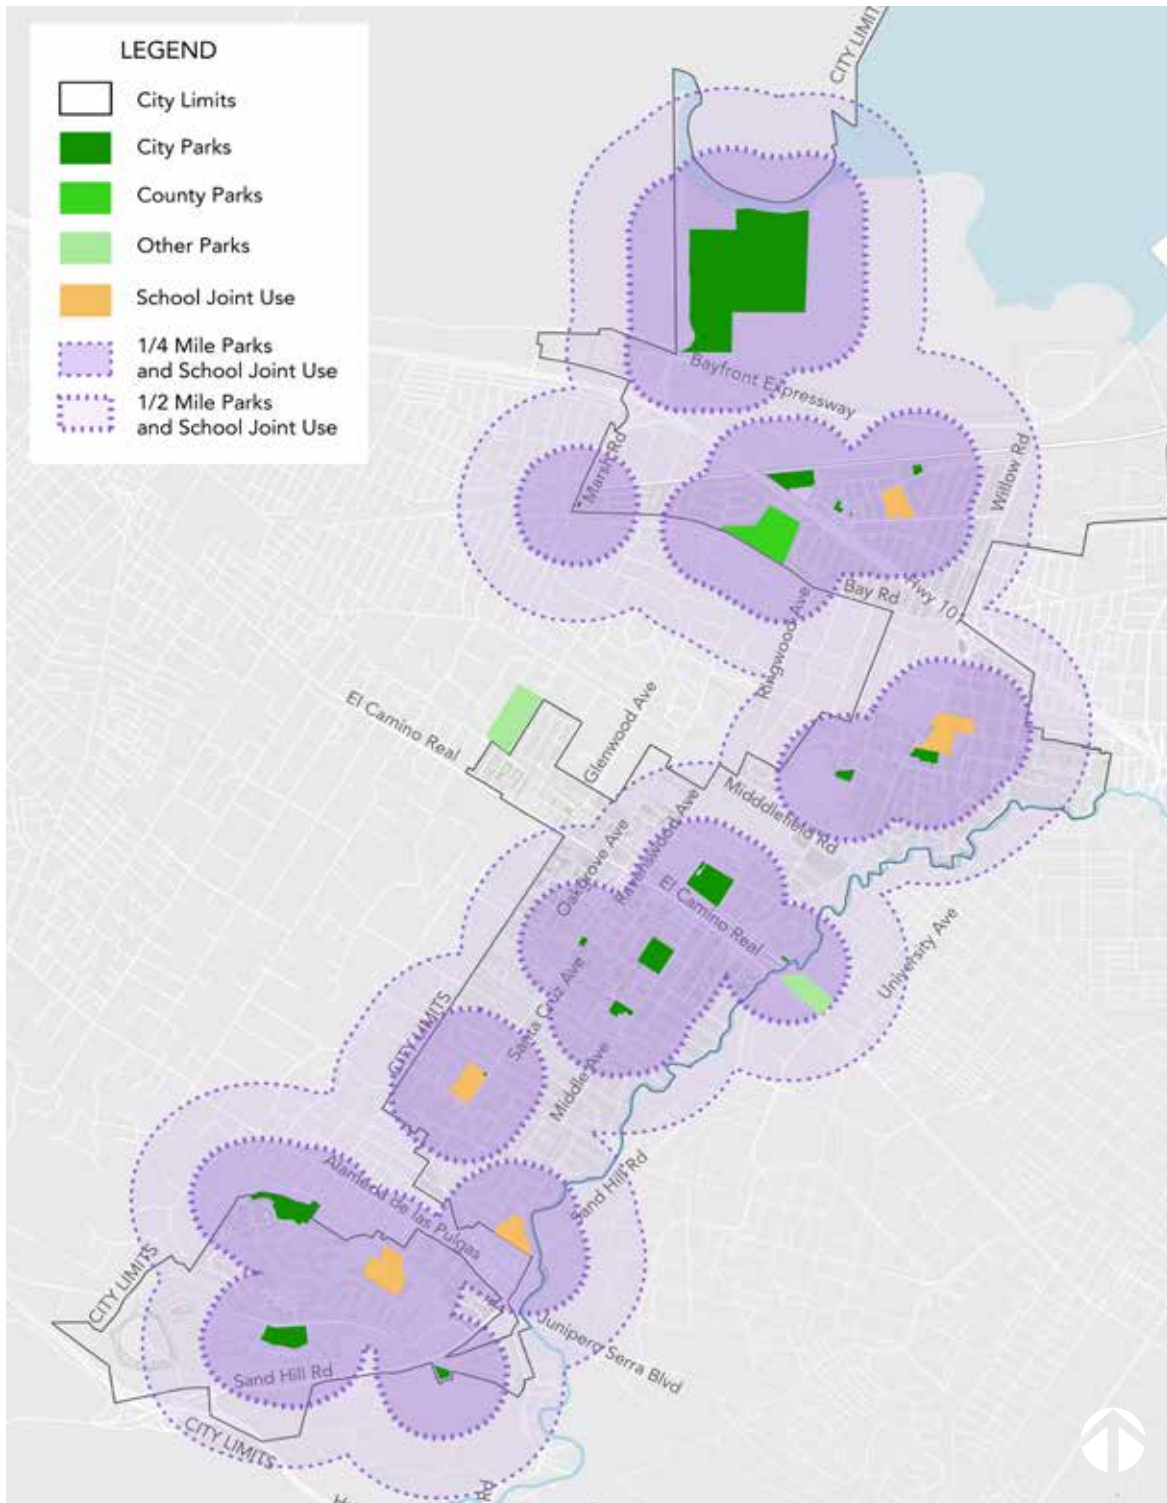 LEGEND
City Limits
City Parks
County Parks
Other Parks
School Joint Use
1/4 Mile Parks
and School Joint Use
1/2 Mile Parks
and School Joint Use
CITY LIMIT
Bayfront Expressway
Marsh Rd
Willow Rd
Bay Rd
Hwy 10
Ringwood Ave
El Camino Real
Glenwood Ave
Midddlefield Rd
Ravenswood Ave
Oakgrove Ave
El Camino Real
University Ave
Santa Cruz Ave
CITY LIMITS
Middle Ave
Alameda de las Pulgas
Sand Hill Rd
CITY LIMITS
Junipero Serra Blvd
Sand Hill Rd
CITY LIMITS
Rd